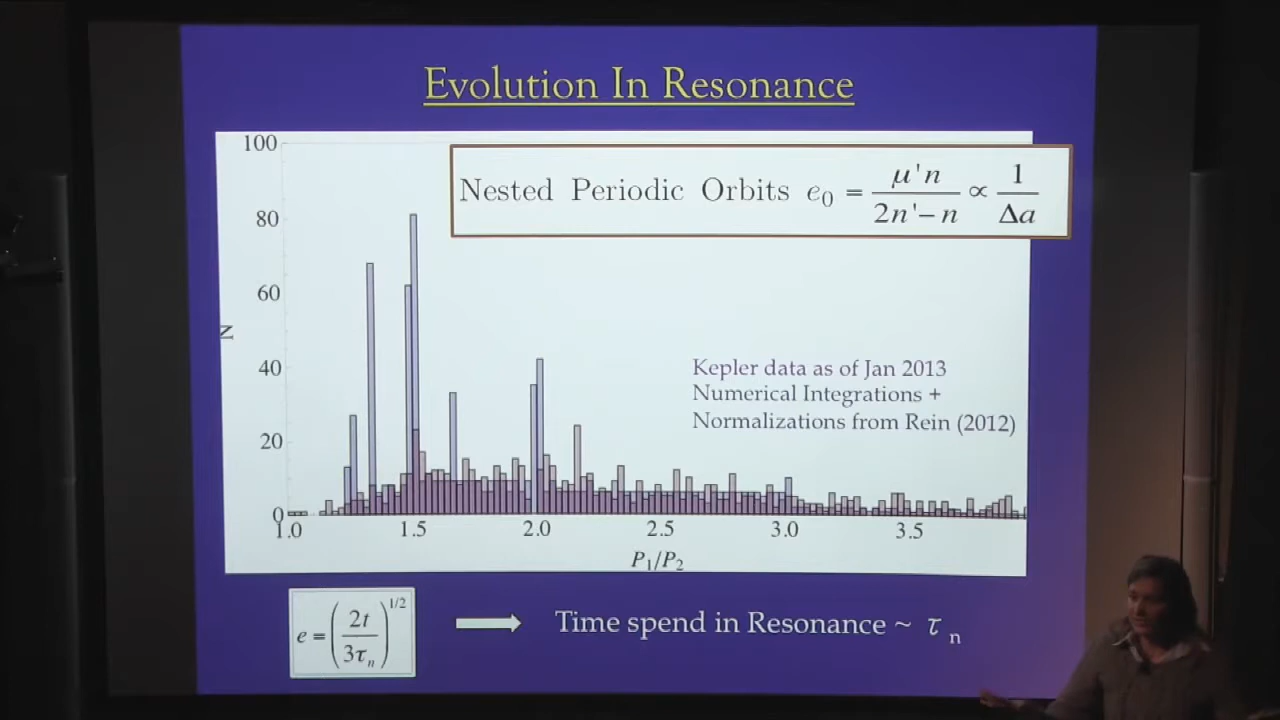 Evolution In Resonance
Nested Periodic Orbits e₀ = μ'n / 2n'– n ∝ 1 / Δa
100
80
60
40
20
0
N
1.0 1.5 2.0 2.5 3.0 3.5
P₁/P₂
Kepler data as of Jan 2013
Numerical Integrations +
Normalizations from Rein (2012)
e = (2t / 3τₙ)^1/2
Time spend in Resonance ~ τ n